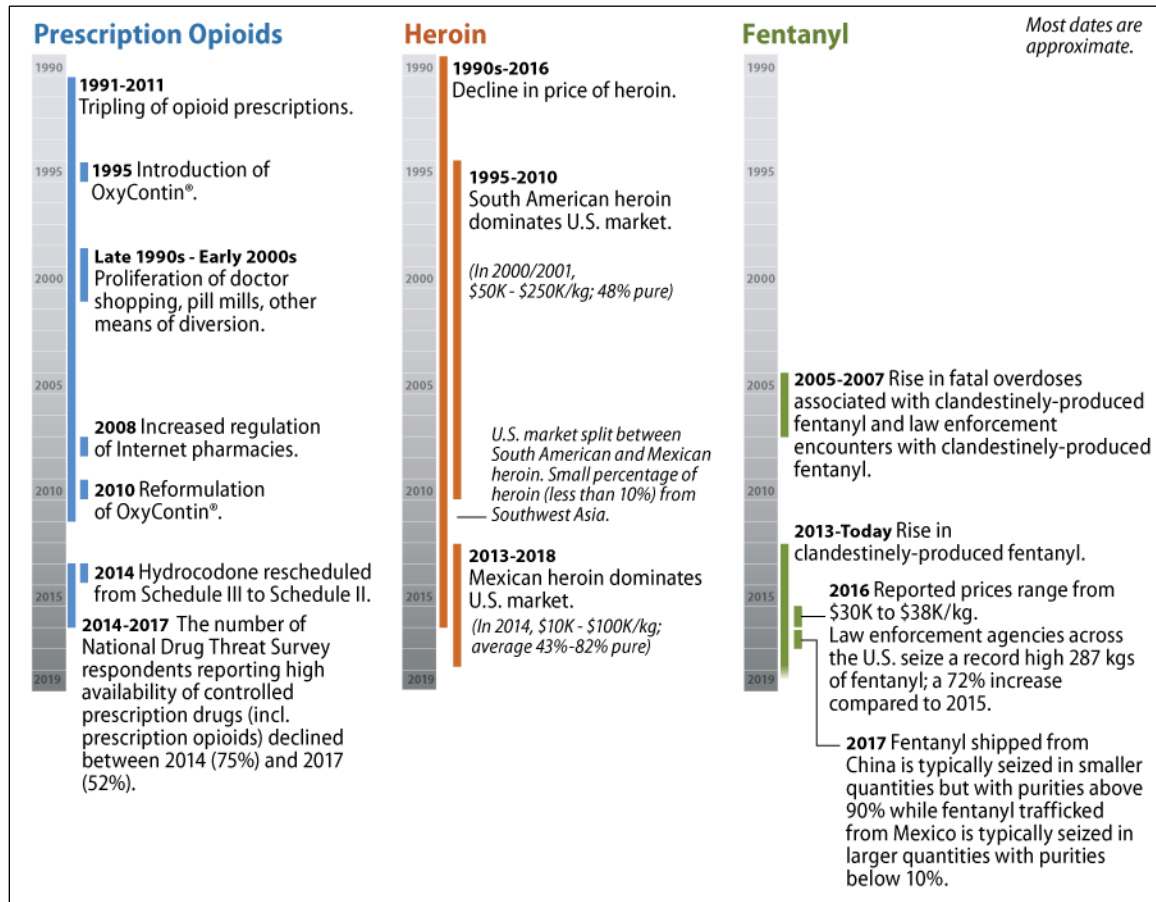 Prescription Opioids
1990
1991-2011
Tripling of opioid prescriptions.
1995
1995 Introduction of
OxyContin®.
Late 1990s - Early 2000s
Proliferation of doctor
shopping, pill mills, other
means of diversion.
2000
2005
2008 Increased regulation
of Internet pharmacies.
2010
2010 Reformulation
of OxyContin®.
2014 Hydrocodone rescheduled
from Schedule III to Schedule II.
2015
2014-2017 The number of
National Drug Threat Survey
respondents reporting high
availability of controlled
prescription drugs (incl.
prescription opioids) declined
between 2014 (75%) and 2017
(52%).
2019
Heroin
1990
1990s-2016
Decline in price of heroin.
1995
1995-2010
South American heroin
dominates U.S. market.
(In 2000/2001,
$50K - $250K/kg; 48% pure)
2000
2005
U.S. market split between
South American and Mexican
heroin. Small percentage of
heroin (less than 10%) from
Southwest Asia.
2010
2013-2018
Mexican heroin dominates
U.S. market.
(In 2014, $10K - $100K/kg;
average 43%-82% pure)
2015
2019
Fentanyl
Most dates are
approximate.
1990
1995
2000
2005
2005-2007 Rise in fatal overdoses
associated with clandestinely-produced
fentanyl and law enforcement
encounters with clandestinely-produced
fentanyl.
2010
2013-Today Rise in
clandestinely-produced fentanyl.
2015
2016 Reported prices range from
$30K to $38K/kg.
Law enforcement agencies across
the U.S. seize a record high 287 kgs
of fentanyl; a 72% increase
compared to 2015.
2019
2017 Fentanyl shipped from
China is typically seized in smaller
quantities but with purities above
90% while fentanyl trafficked
from Mexico is typically seized in
larger quantities with purities
below 10%.